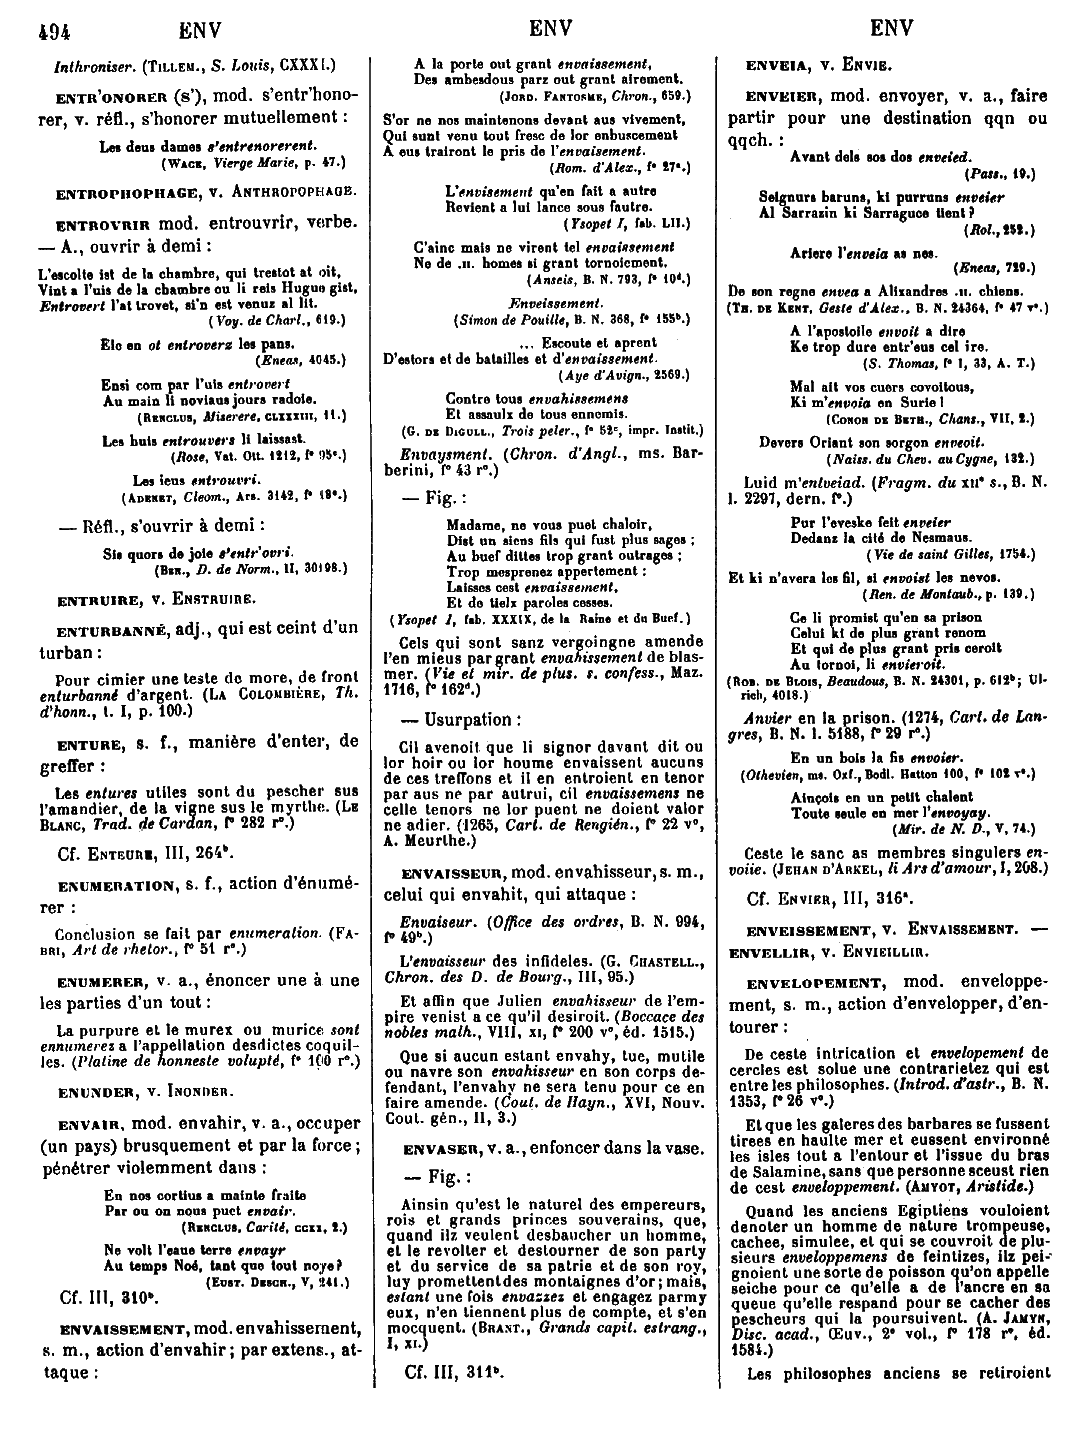 494 ENV ENV ENV
Inthroniser. (TILLEM., S. Louis, CXXXI.)
ENTR'ONORER (s'), mod. s'entr'hono-
rer, v. réfl., s'honorer mutuellement :
Les deus dames s'entrenorerent.
(WACE, Vierge Marie, p. 47.)
ENTROPHOPHAGE, v. ANTHROPOPHAGE.
ENTROVRIR mod. entrouvrir, verbe.
— A., ouvrir à demi :
L'escolte ist de la chambre, qui trestot at oit,
Vint a l'uis de la chambre ou li reis Hugue gist,
Entrovert l'at trovet, si'n est venuz al lit.
(Voy. de Charl., 619.)
Ele en ot entroverz les pans.
(Eneas, 4045.)
Ensi com par l'uis entrovert
Au main li noviaus jours radoie.
(RENCLUS, Miserere, CLXXIII, 11.)
Les huis entrouvers li laissast.
(Rose, Vat. Ott. 1212, f° 95ᵉ.)
Les ieus entrouvri.
(ADENET, Cleom., Ars. 3142, f° 18ᵉ.)
— Réfl., s'ouvrir à demi :
Sis quors de joie s'entr'ovri.
(BEN., D. de Norm., II, 30198.)
ENTRUIRE, v. ENSTRUIRE.
ENTURBANNÉ, adj., qui est ceint d'un
turban :
Pour cimier une teste de more, de front
enturbanné d'argent. (LA COLOMBIÈRE, Th.
d'honn., t. I, p. 100.)
ENTURE, s. f., manière d'enter, de
greffer :
Les entures utiles sont du pescher sus
l'amandier, de la vigne sus le myrthe. (LE
BLANC, Trad. de Cardan, f° 282 r°.)
Cf. ENTEURE, III, 264ᵇ.
ENUMERATION, s. f., action d'énumé-
rer :
Conclusion se fait par enumeration. (FA-
BRI, Art de rhetor., f° 51 r°.)
ENUMERER, v. a., énoncer une à une
les parties d'un tout :
La purpure et le murex ou murice sont
ennumerez a l'appellation desdictes coquil-
les. (Platine de honneste volupté, f° 100 r°.)
ENUNDER, v. INONDER.
ENVAIR, mod. envahir, v. a., occuper
(un pays) brusquement et par la force ;
pénétrer violemment dans :
En nos cortius a mainte fraite
Par ou on nous puet envair.
(RENCLUS, Carité, CCXI, 2.)
Ne volt l'eaue terre envayr
Au temps Noé, tant que tout noye?
(EUST. DESCH., V, 241.)
Cf. III, 310ᵇ.
ENVAISSEMENT, mod. envahissement,
s. m., action d'envahir ; par extens., at-
taque :
A la porte out grant envaissement,
Des ambesdous parz out grant airement.
(JORD. FANTOSME, Chron., 659.)
S'or ne nos maintenons devant aus vivement,
Qui sunt venu tout fresc de lor enbuscement
A eus trairont le pris de l'envaisement.
(Rom. d'Alex., f° 27ᵃ.)
L'envisement qu'en fait a autre
Revient a lui lance sous fautre.
(Ysopet I, fab. LII.)
C'ainc mais ne virent tel envaissement
Ne de .II. homes si grant tornoiement.
(Anseis, B. N. 793, f° 10ᵈ.)
Enveissement.
(Simon de Pouille, B. N. 368, f° 155ᵇ.)
... Escoute et aprent
D'estors et de batailles et d'envaissement.
(Aye d'Avign., 2569.)
Contre tous envahissemens
Et assaulx de tous ennemis.
(G. DE DIGULL., Trois peler., f° 52ᶜ, impr. Instit.)
Envaysment. (Chron. d'Angl., ms. Bar-
berini, f° 43 r°.)
— Fig. :
Madame, ne vous puet chaloir,
Dist un siens fils qui fust plus sages ;
Au buef dittes trop grant outrages ;
Trop mesprenez appertement :
Laisses cest envaissement,
Et de tielx paroles cesses.
(Ysopet I, fab. XXXIX, de la Raine et du Buef.)
Cels qui sont sanz vergoingne amende
l'en mieus par grant envahissement de blas-
mer. (Vie et mir. de plus. s. confess., Maz.
1716, f° 162ᵈ.)
— Usurpation :
Cil avenoit que li signor davant dit ou
lor hoir ou lor houme envaissent aucuns
de ces treffons et il en entroient en tenor
par aus ne par autrui, cil envaissemens ne
celle tenors ne lor puent ne doient valor
ne adier. (1265, Cart. de Rengién., f° 22 v°,
A. Meurthe.)
ENVAISSEUR, mod. envahisseur, s. m.,
celui qui envahit, qui attaque :
Envaiseur. (Office des ordres, B. N. 994,
f° 49ᵇ.)
L'envaisseur des infideles. (G. CHASTELL.,
Chron. des D. de Bourg., III, 95.)
Et affin que Julien envahisseur de l'em-
pire venist a ce qu'il desiroit. (Boccace des
nobles malh., VIII, XI, f° 200 v°, éd. 1515.)
Que si aucun estant envahy, tue, mutile
ou navre son envahisseur en son corps de-
fendant, l'envahy ne sera tenu pour ce en
faire amende. (Cout. de Hayn., XVI, Nouv.
Cout. gén., II, 3.)
ENVASER, v. a., enfoncer dans la vase.
— Fig. :
Ainsin qu'est le naturel des empereurs,
rois et grands princes souverains, que,
quand ilz veulent desbaucher un homme,
et le revolter et destourner de son party
et du service de sa patrie et de son roy,
luy promettent des montaignes d'or; mais,
estant une fois envazzez et engagez parmy
eux, n'en tiennent plus de compte, et s'en
mocquent. (BRANT., Grands capit. estrang.,
I, XI.)
Cf. III, 311ᵇ.
ENVEIA, v. ENVIE.
ENVEIER, mod. envoyer, v. a., faire
partir pour une destination qqn ou
qqch. :
Avant dels sos dos enveied.
(Pass., 19.)
Seignurs baruns, ki purruns enveier
Al Sarrazin ki Sarraguce tient?
(Rol., 252.)
Ariere l'enveia as nes.
(Eneas, 729.)
De son regne envea a Alixandres .II. chiens.
(TH. DE KENT, Geste d'Alex., B. N. 24364, f° 47 v°.)
A l'apostoile envoit a dire
Ke trop dure entr'eus cel ire.
(S. Thomas, f° I, 33, A. T.)
Mal ait vos cuers covoitous,
Ki m'envoia en Surie !
(CONON DE BETH., Chans., VII, 2.)
Devers Oriant son sorgon enveoit.
(Naiss. du Chev. au Cygne, 132.)
Luid m'entveiad. (Fragm. du XIIᵉ s., B. N.
l. 2297, dern. f°.)
Pur l'eveske feit enveier
Dedanz la cité de Nesmaus.
(Vie de saint Gilles, 1754.)
Et ki n'avera les fil, si envoist les nevos.
(Ren. de Montaub., p. 139.)
Ce li promist qu'en sa prison
Celui ki de plus grant renom
Et qui de plus grant pris ceroit
Au tornoi, li envieroit.
(ROB. DE BLOIS, Beaudous, B. N. 24301, p. 612ᵇ; Ul-
rich, 4018.)
Anvier en la prison. (1274, Cart. de Lan-
gres, B. N. l. 5188, f° 29 r°.)
En un bois la fis envoier.
(Othevien, ms. Oxf., Bodl. Hatton 100, f° 102 v°.)
Ainçois en un petit chalent
Toute seule en mer l'envoyay.
(Mir. de N. D., V, 74.)
Ceste le sanc as membres singulers en-
voiie. (JEHAN D'ARKEL, li Ars d'amour, I, 208.)
Cf. ENVIER, III, 316ᵃ.
ENVEISSEMENT, v. ENVAISSEMENT. —
ENVELLIR, v. ENVIEILLIR.
ENVELOPEMENT, mod. enveloppe-
ment, s. m., action d'envelopper, d'en-
tourer :
De ceste intrication et envelopement de
cercles est solue une contrarietez qui est
entre les philosophes. (Introd. d'astr., B. N.
1353, f° 26 v°.)
Et que les galeres des barbares se fussent
tirees en haulte mer et eussent environné
les isles tout a l'entour et l'issue du bras
de Salamine, sans que personne sceust rien
de cest enveloppement. (AMYOT, Aristide.)
Quand les anciens Egiptiens vouloient
denoter un homme de nature trompeuse,
cachee, simulee, et qui se couvroit de plu-
sieurs enveloppemens de feintizes, ilz pei-
gnoient une sorte de poisson qu'on appelle
seiche pour ce qu'elle a de l'ancre en sa
queue qu'elle respand pour se cacher des
pescheurs qui la poursuivent. (A. JAMYN,
Disc. acad., Œuv., 2ᵉ vol., f° 178 r°, éd.
1584.)
Les philosophes anciens se retiroient